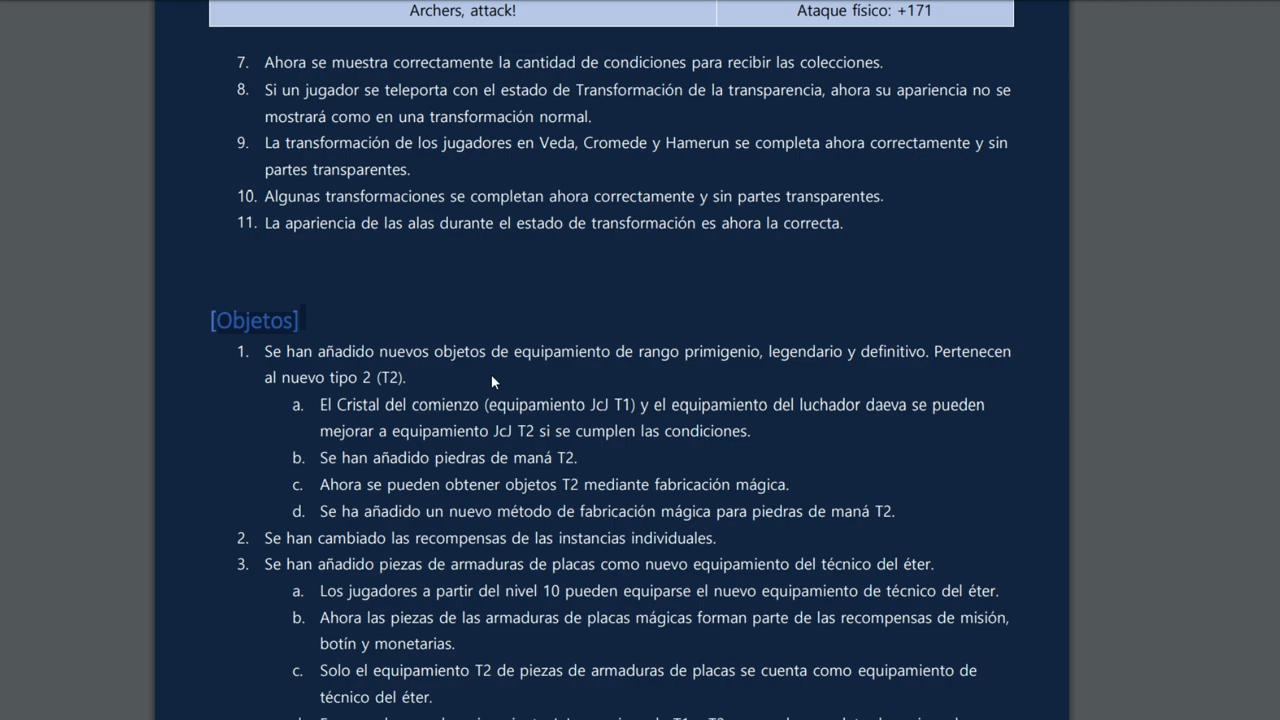 Archers, attack! Ataque físico: +171
7. Ahora se muestra correctamente la cantidad de condiciones para recibir las colecciones.
8. Si un jugador se teleporta con el estado de Transformación de la transparencia, ahora su apariencia no se
mostrará como en una transformación normal.
9. La transformación de los jugadores en Veda, Cromede y Hamerun se completa ahora correctamente y sin
partes transparentes.
10. Algunas transformaciones se completan ahora correctamente y sin partes transparentes.
11. La apariencia de las alas durante el estado de transformación es ahora la correcta.
[Objetos]
1. Se han añadido nuevos objetos de equipamiento de rango primigenio, legendario y definitivo. Pertenecen
al nuevo tipo 2 (T2).
a. El Cristal del comienzo (equipamiento JcJ T1) y el equipamiento del luchador daeva se pueden
mejorar a equipamiento JcJ T2 si se cumplen las condiciones.
b. Se han añadido piedras de maná T2.
c. Ahora se pueden obtener objetos T2 mediante fabricación mágica.
d. Se ha añadido un nuevo método de fabricación mágica para piedras de maná T2.
2. Se han cambiado las recompensas de las instancias individuales.
3. Se han añadido piezas de armaduras de placas como nuevo equipamiento del técnico del éter.
a. Los jugadores a partir del nivel 10 pueden equiparse el nuevo equipamiento de técnico del éter.
b. Ahora las piezas de las armaduras de placas mágicas forman parte de las recompensas de misión,
botín y monetarias.
c. Solo el equipamiento T2 de piezas de armaduras de placas se cuenta como equipamiento de
técnico del éter.